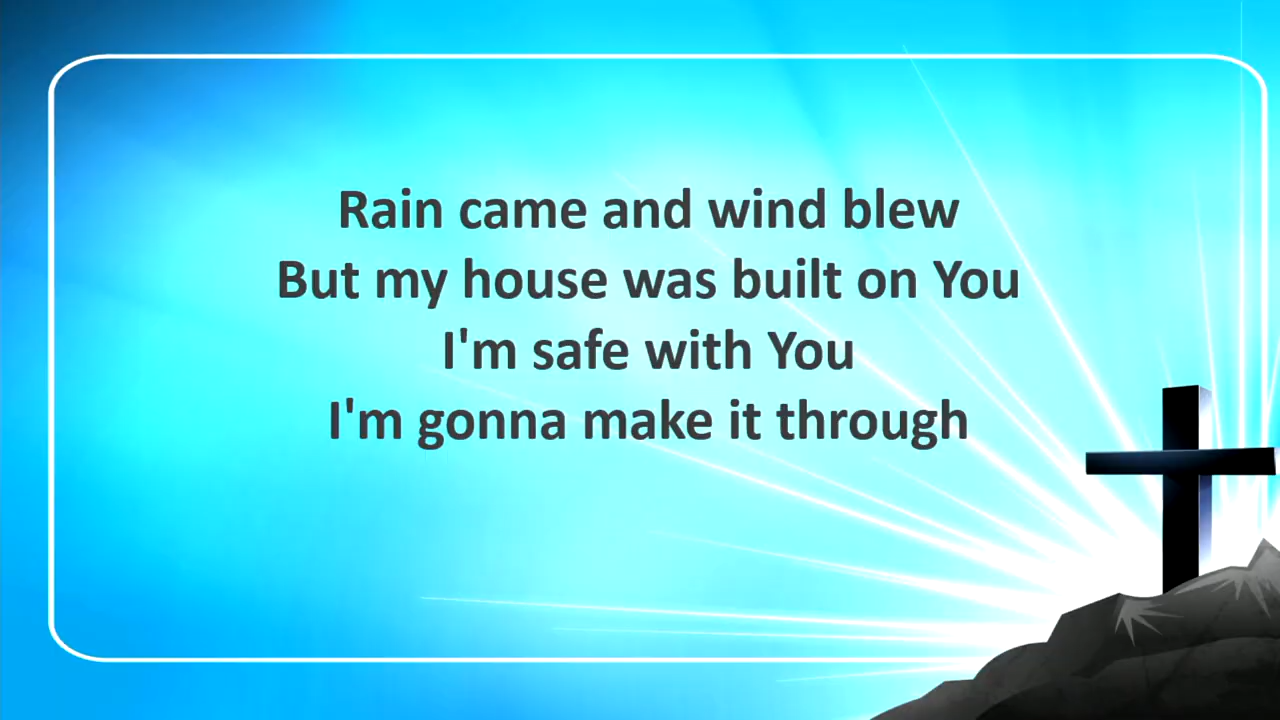 Rain came and wind blew
But my house was built on You
I'm safe with You
I'm gonna make it through